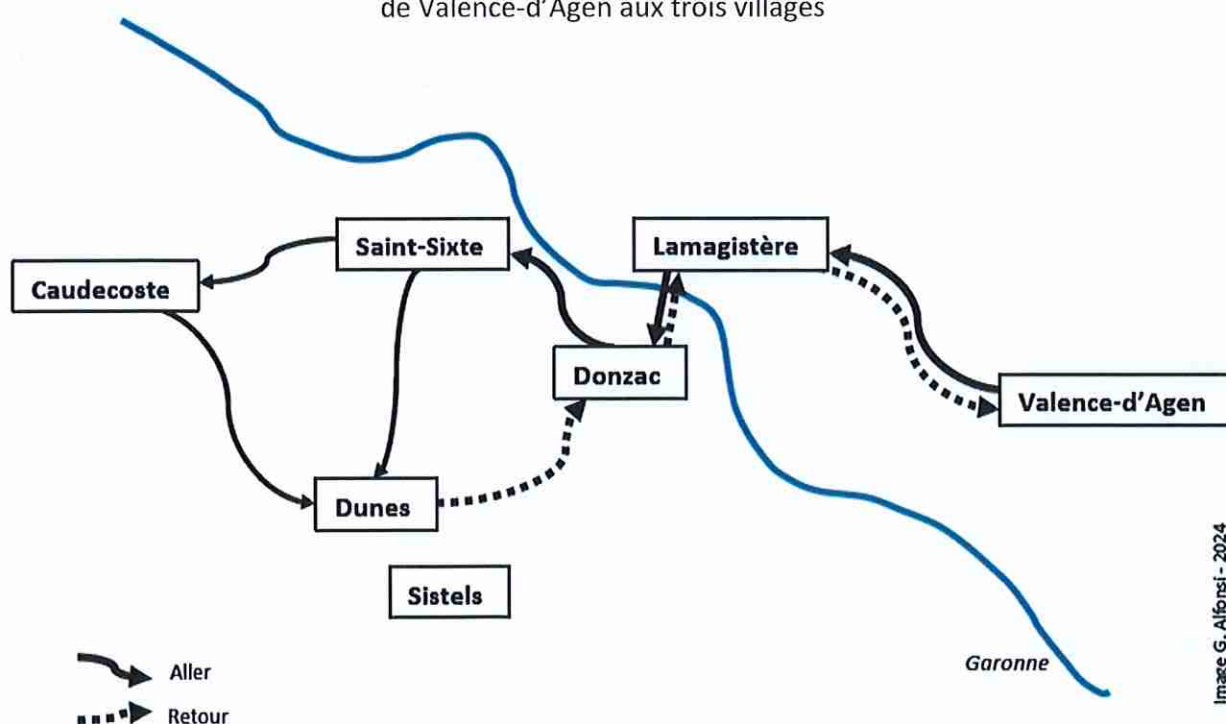 de Valence-d'Agen aux trois villages
Saint-Sixte
Lamagistère
Caudecoste
Donzac
Valence-d'Agen
Dunes
Sistels
Garonne
Aller
Retour
Image G. Alfonsi - 2024